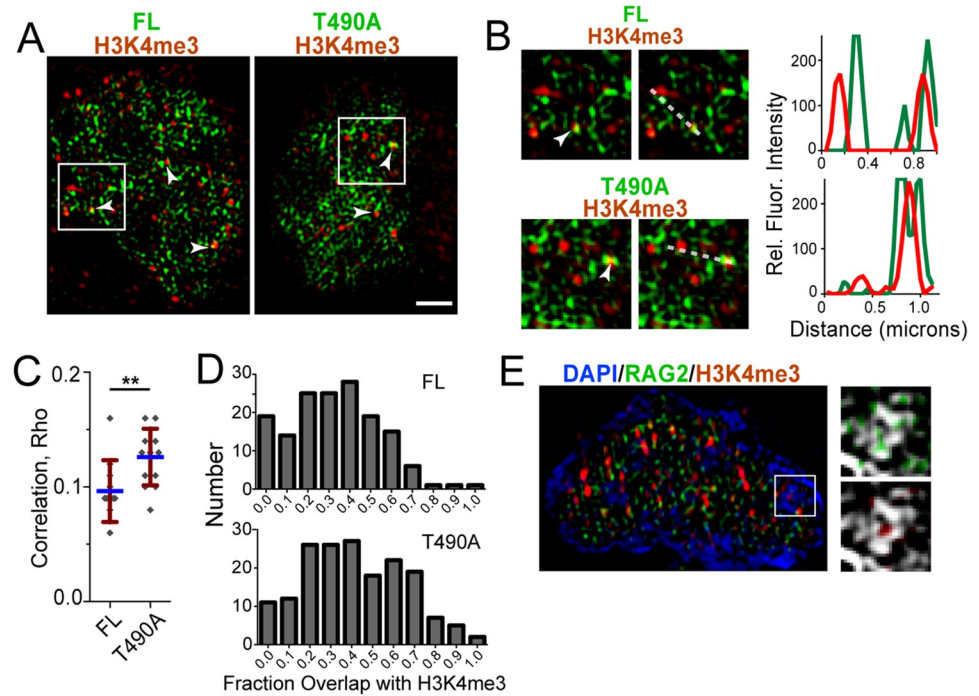 A
FL
H3K4me3
T490A
H3K4me3
B
FL
H3K4me3
T490A
H3K4me3
Rel. Fluor. Intensity
200
100
0
0 0.4 0.8
200
100
0
0 0.5 1.0
Distance (microns)
C
Correlation, Rho
0.2
0.1
0.0
**
FL
T490A
D
Number
30
20
10
0
FL
0.0 0.1 0.2 0.3 0.4 0.5 0.6 0.7 0.8 0.9 1.0
30
20
10
0
T490A
0.0 0.1 0.2 0.3 0.4 0.5 0.6 0.7 0.8 0.9 1.0
Fraction Overlap with H3K4me3
E
DAPI/RAG2/H3K4me3